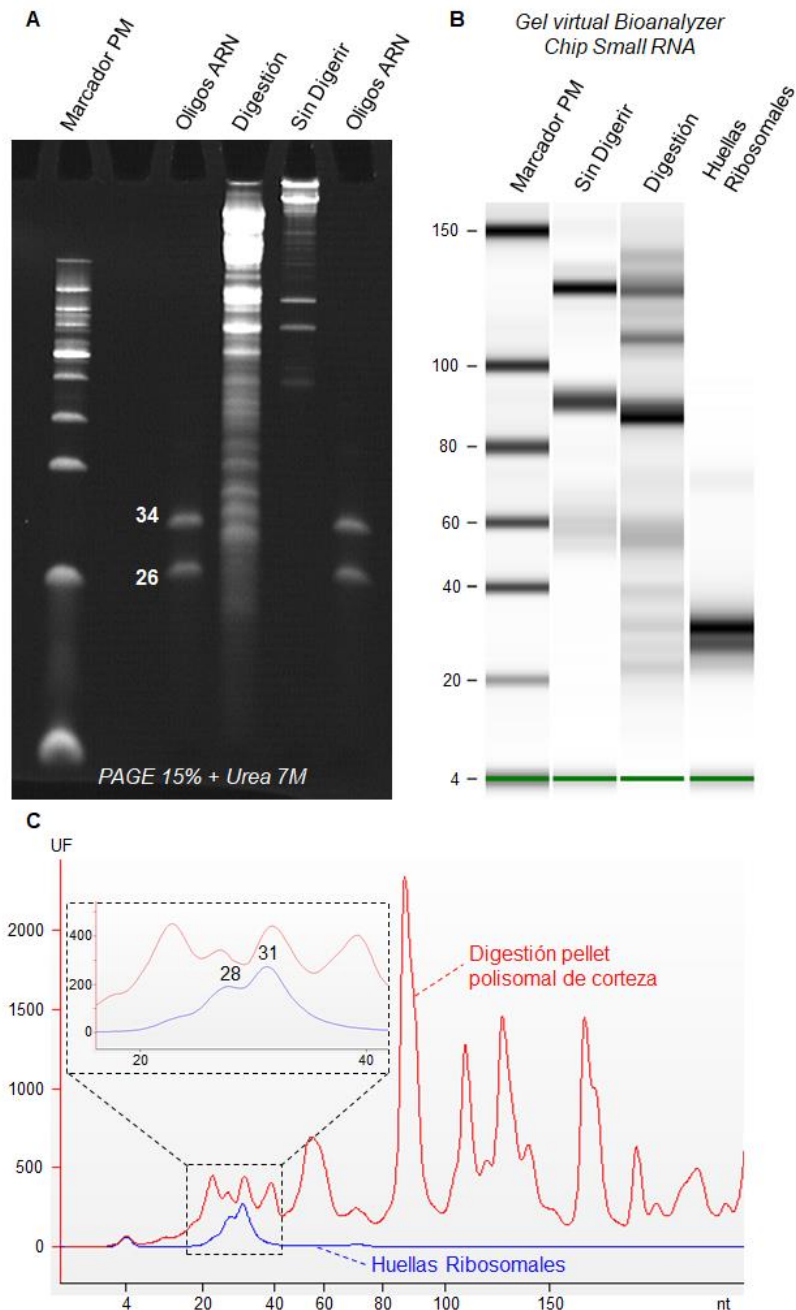 A
Marcador PM
Oligos ARN
Digestión
Sin Digerir
Oligos ARN
34
26
PAGE 15% + Urea 7M
B
Gel virtual Bioanalyzer
Chip Small RNA
Marcador PM
Sin Digerir
Digestión
Huellas
Ribosomales
150
100
80
60
40
20
4
C
UF
2000
1500
1000
500
0
400
200
0
28
31
20
40
Digestión pellet
polisomal de corteza
Huellas Ribosomales
4
20
40
60
80
100
150
nt